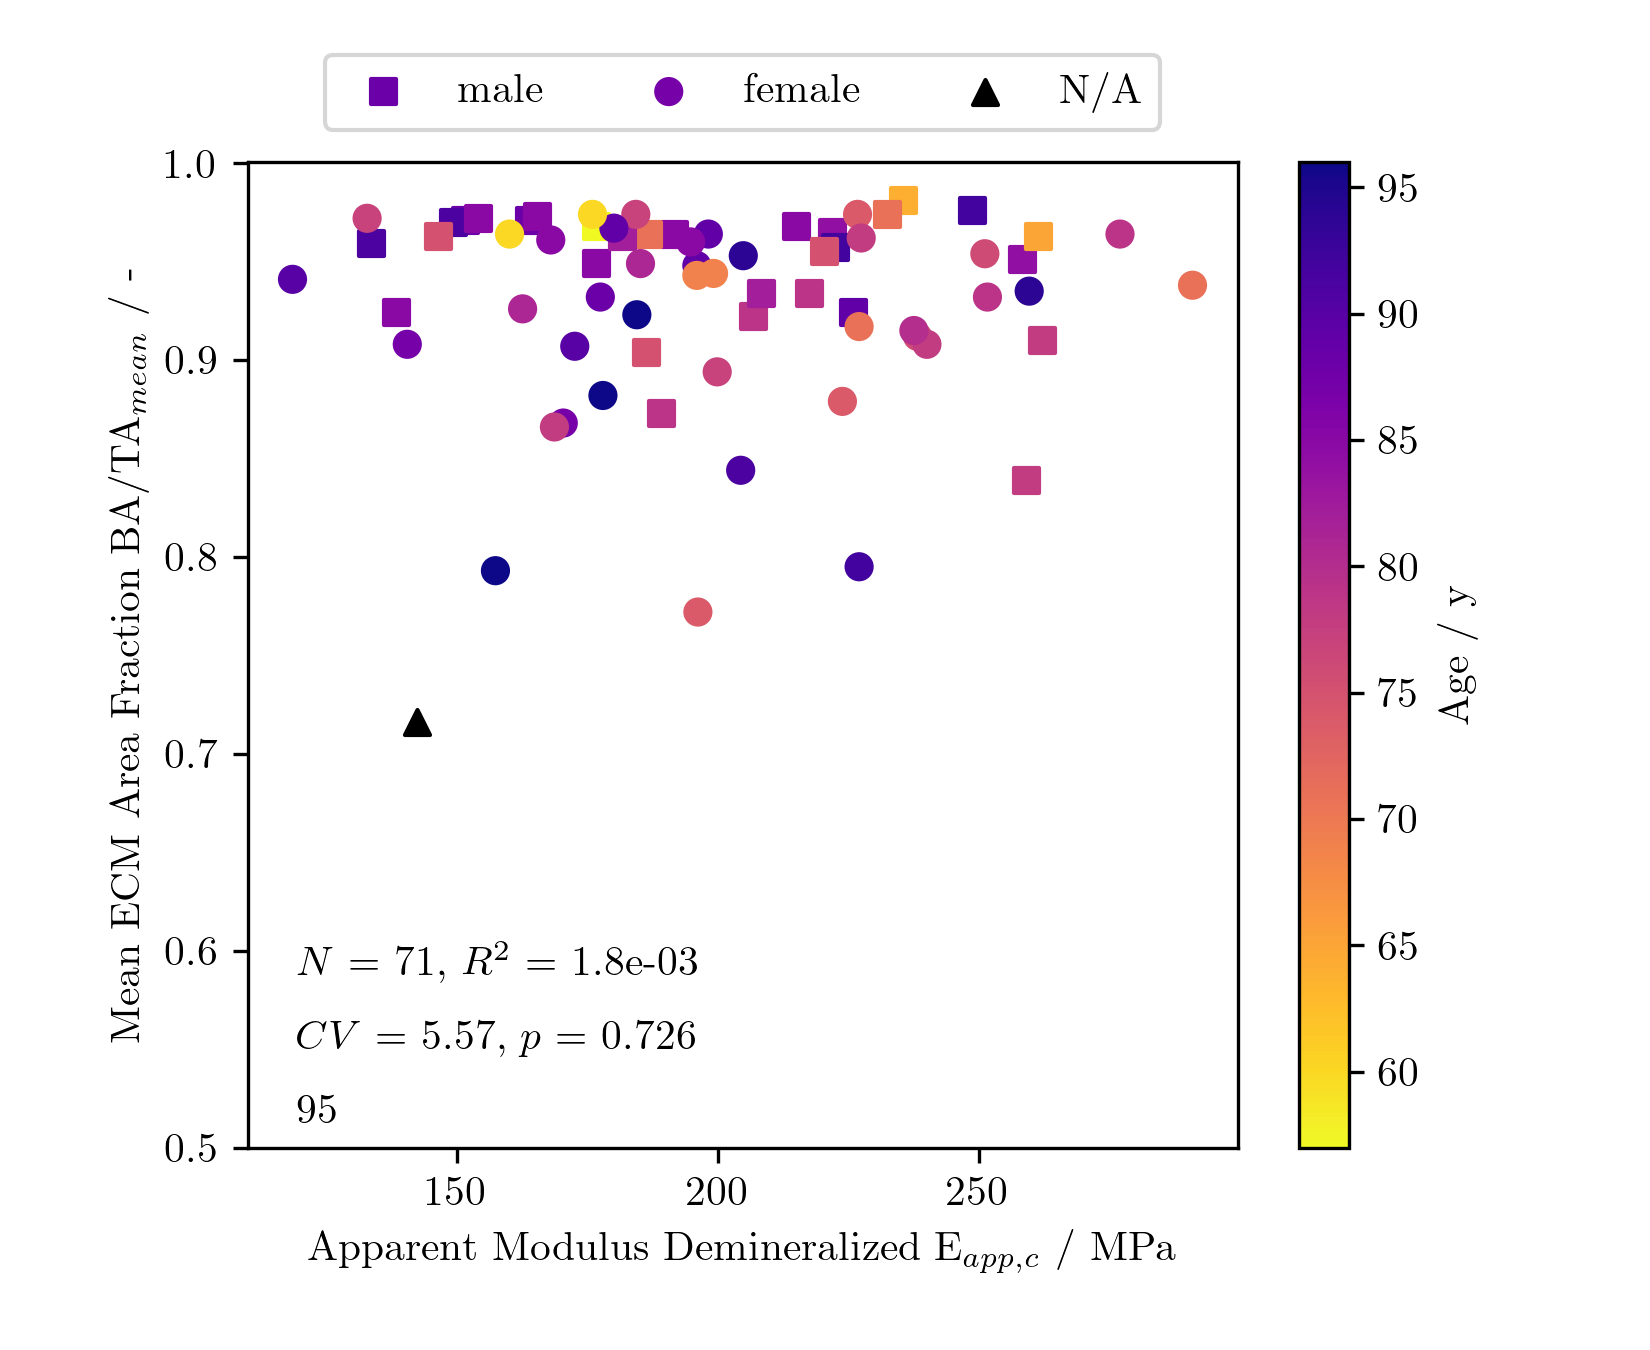 male female N/A
1.0
0.9
0.8
0.7
0.6
0.5
Mean ECM Area Fraction BA/TA_mean / -
N = 71, R² = 1.8e-03
CV = 5.57, p = 0.726
95
150 200 250
Apparent Modulus Demineralized E_app,c / MPa
95
90
85
80
75
70
65
60
Age / y